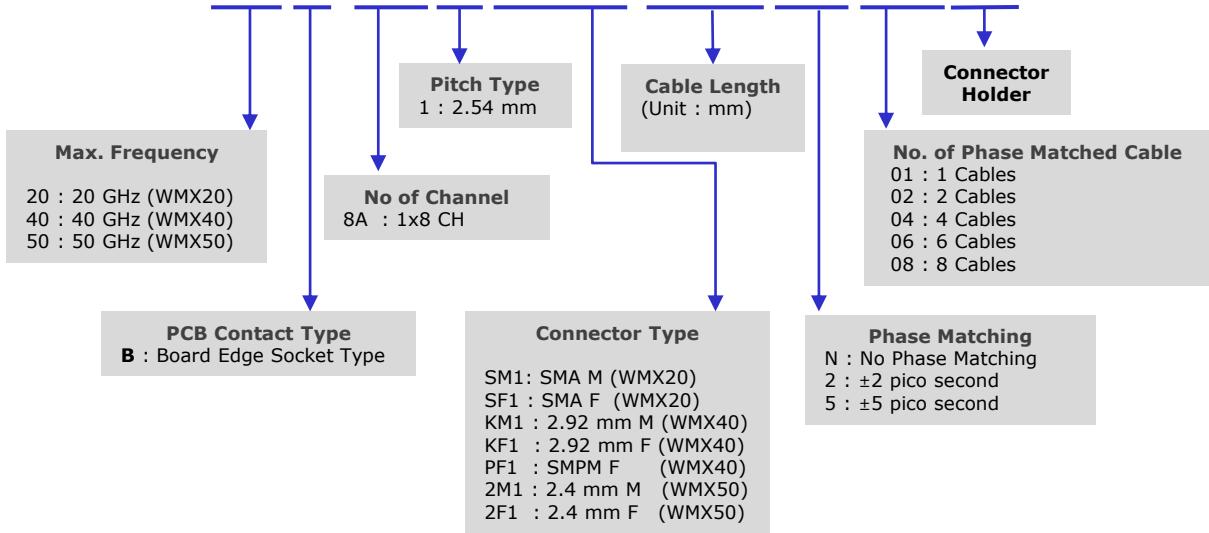 Pitch Type
1 : 2.54 mm
Cable Length
(Unit : mm)
Connector
Holder
Max. Frequency
20 : 20 GHz (WMX20)
40 : 40 GHz (WMX40)
50 : 50 GHz (WMX50)
No of Channel
8A : 1x8 CH
No. of Phase Matched Cable
01 : 1 Cables
02 : 2 Cables
04 : 4 Cables
06 : 6 Cables
08 : 8 Cables
PCB Contact Type
B : Board Edge Socket Type
Connector Type
SM1: SMA M (WMX20)
SF1 : SMA F (WMX20)
KM1 : 2.92 mm M (WMX40)
KF1 : 2.92 mm F (WMX40)
PF1 : SMPM F (WMX40)
2M1 : 2.4 mm M (WMX50)
2F1 : 2.4 mm F (WMX50)
Phase Matching
N : No Phase Matching
2 : ±2 pico second
5 : ±5 pico second